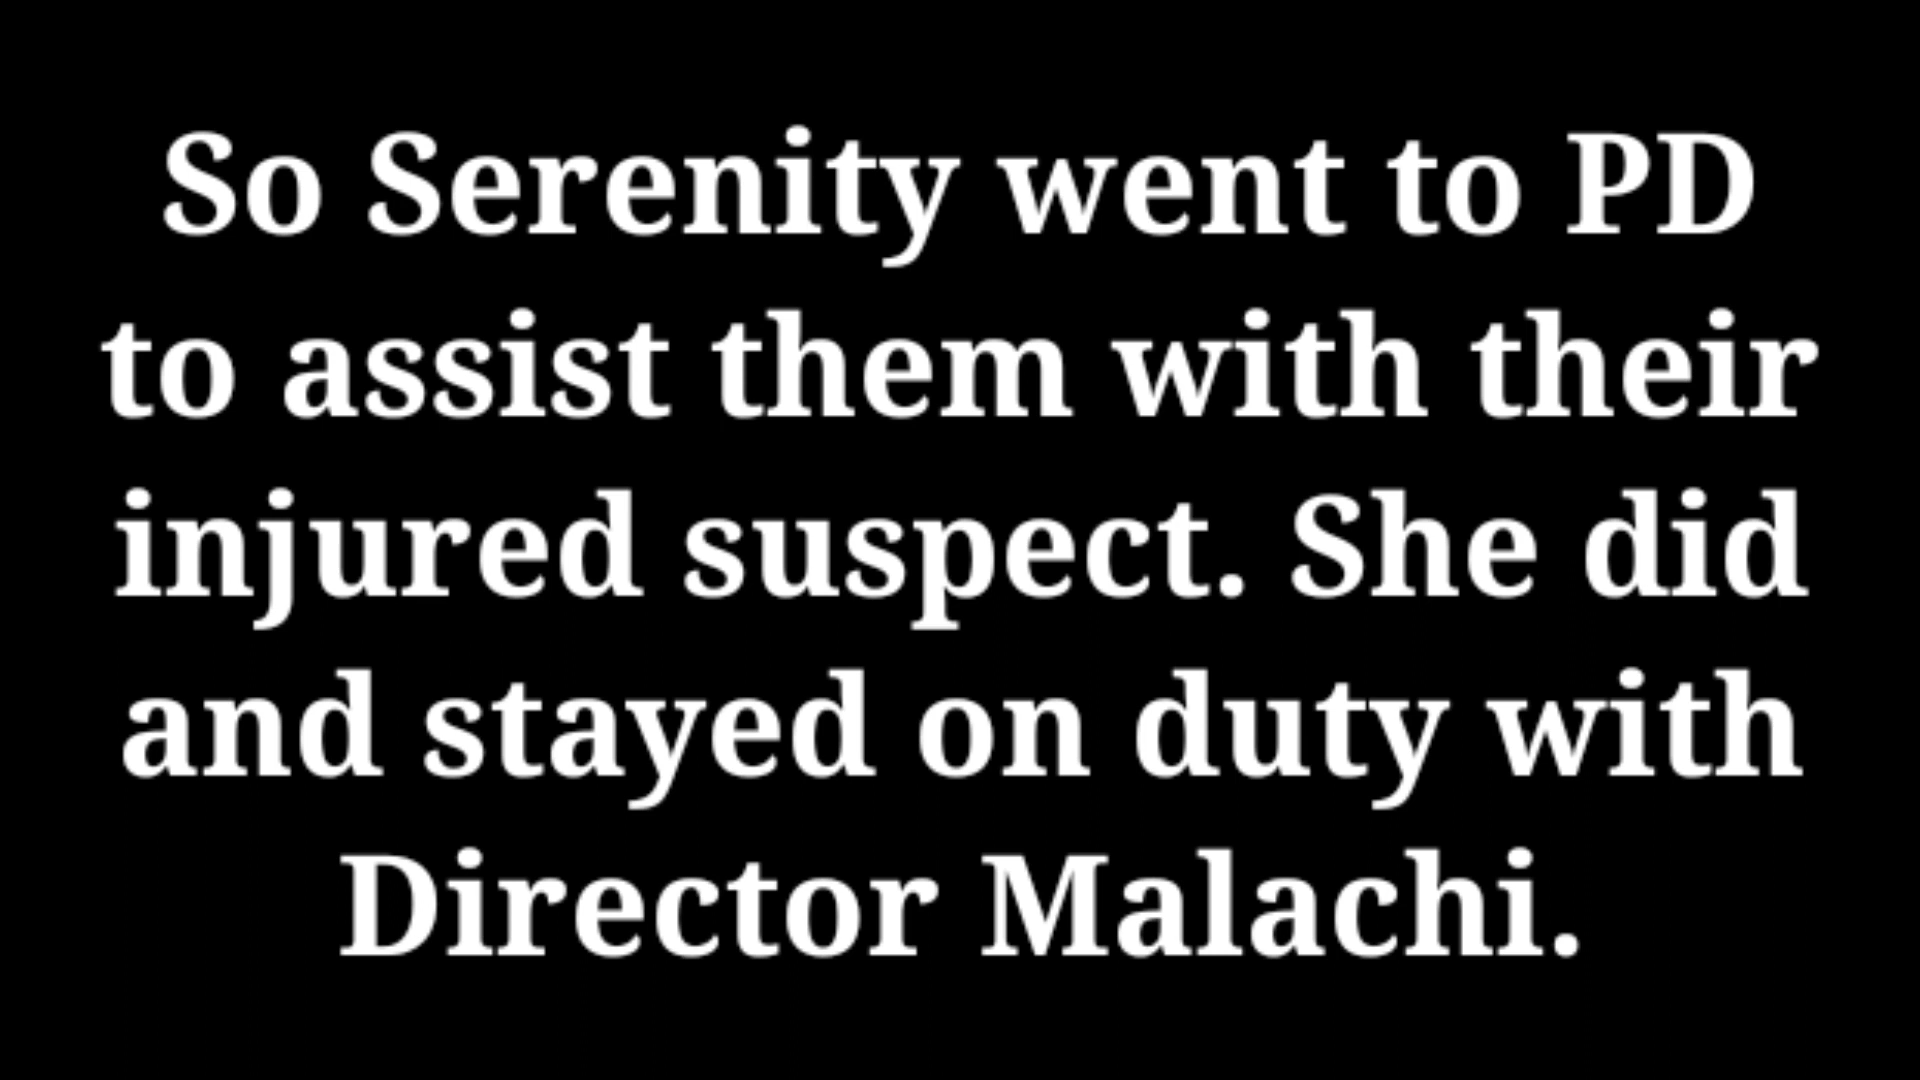 So Serenity went to PD
to assist them with their
injured suspect. She did
and stayed on duty with
Director Malachi.